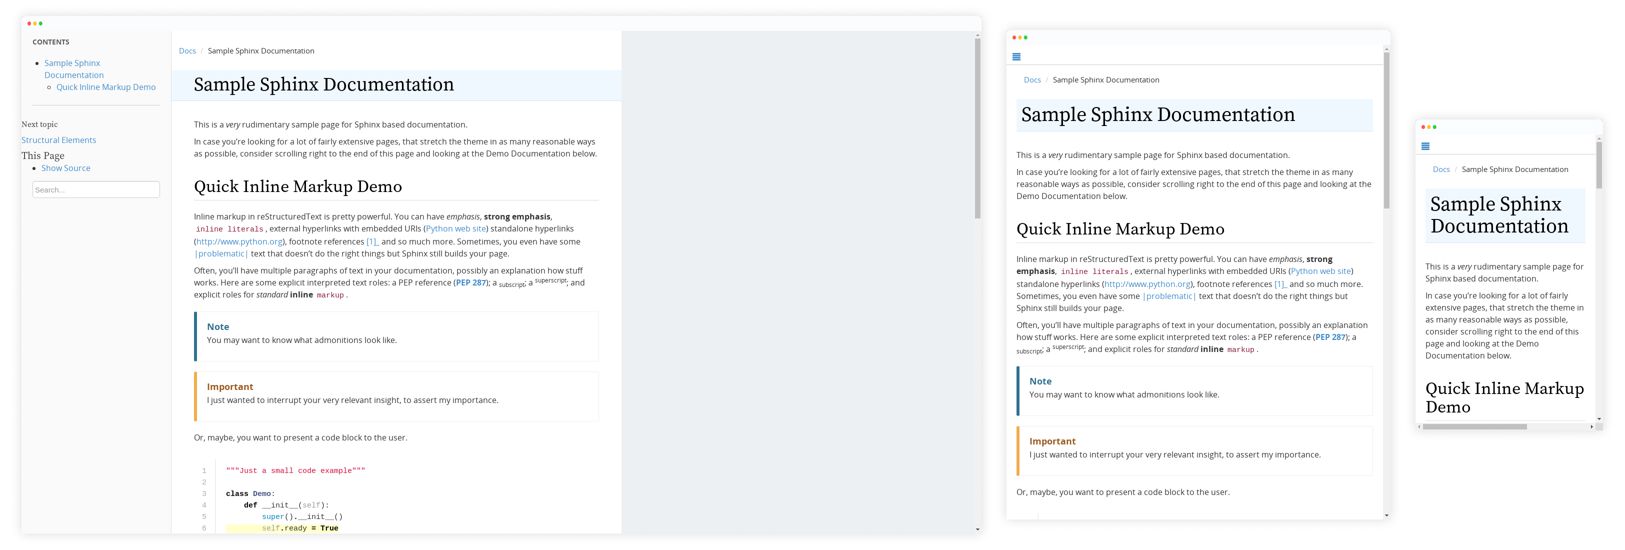 CONTENTS
Sample Sphinx
Documentation
Quick Inline Markup Demo
Next topic
Structural Elements
This Page
Show Source
Search...
Docs / Sample Sphinx Documentation
Sample Sphinx Documentation
This is a very rudimentary sample page for Sphinx based documentation.
In case you're looking for a lot of fairly extensive pages, that stretch the theme in as many reasonable ways
as possible, consider scrolling right to the end of this page and looking at the Demo Documentation below.
Quick Inline Markup Demo
Inline markup in reStructuredText is pretty powerful. You can have emphasis, strong emphasis,
inline literals, external hyperlinks with embedded URIs (Python web site) standalone hyperlinks
(http://www.python.org), footnote references [1]_ and so much more. Sometimes, you even have some
|problematic| text that doesn't do the right things but Sphinx still builds your page.
Often, you'll have multiple paragraphs of text in your documentation, possibly an explanation how stuff
works. Here are some explicit interpreted text roles: a PEP reference (PEP 287); a subscript; a superscript; and
explicit roles for standard inline markup.
Note
You may want to know what admonitions look like.
Important
I just wanted to interrupt your very relevant insight, to assert my importance.
Or, maybe, you want to present a code block to the user.
1 """Just a small code example"""
2
3 class Demo:
4 def __init__(self):
5 super().__init__()
6 self.ready = True
Docs / Sample Sphinx Documentation
Sample Sphinx Documentation
This is a very rudimentary sample page for Sphinx based documentation.
In case you're looking for a lot of fairly extensive pages, that stretch the theme in as many
reasonable ways as possible, consider scrolling right to the end of this page and looking at the
Demo Documentation below.
Quick Inline Markup Demo
Inline markup in reStructuredText is pretty powerful. You can have emphasis, strong
emphasis, inline literals, external hyperlinks with embedded URIs (Python web site)
standalone hyperlinks (http://www.python.org), footnote references [1]_ and so much more.
Sometimes, you even have some |problematic| text that doesn't do the right things but
Sphinx still builds your page.
Often, you'll have multiple paragraphs of text in your documentation, possibly an explanation
how stuff works. Here are some explicit interpreted text roles: a PEP reference (PEP 287); a
subscript; a superscript; and explicit roles for standard inline markup.
Note
You may want to know what admonitions look like.
Important
I just wanted to interrupt your very relevant insight, to assert my importance.
Or, maybe, you want to present a code block to the user.
Docs / Sample Sphinx Documentation
Sample Sphinx
Documentation
This is a very rudimentary sample page for
Sphinx based documentation.
In case you're looking for a lot of fairly
extensive pages, that stretch the theme in
as many reasonable ways as possible,
consider scrolling right to the end of this
page and looking at the Demo
Documentation below.
Quick Inline Markup
Demo